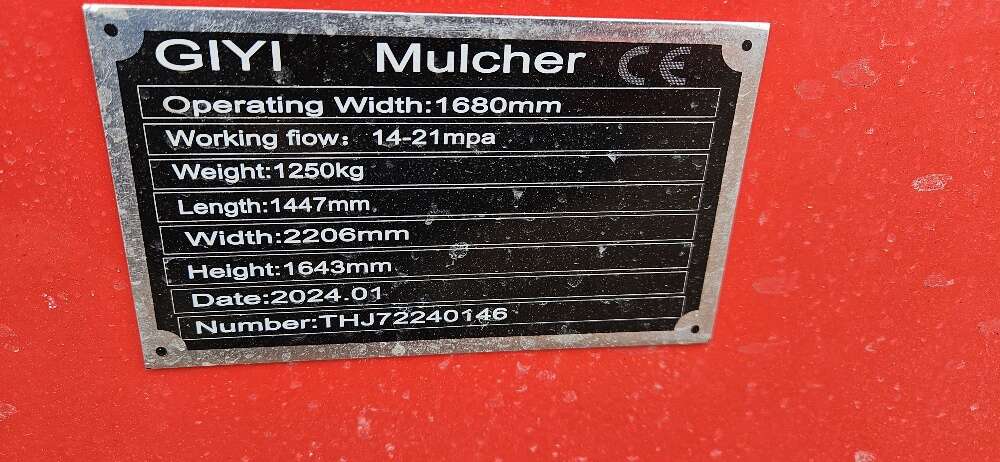 GIYI Mulcher CE
Operating Width:1680mm
Working flow: 14-21mpa
Weight:1250kg
Length:1447mm
Width:2206mm
Height:1643mm
Date:2024.01
Number:THJ72240146